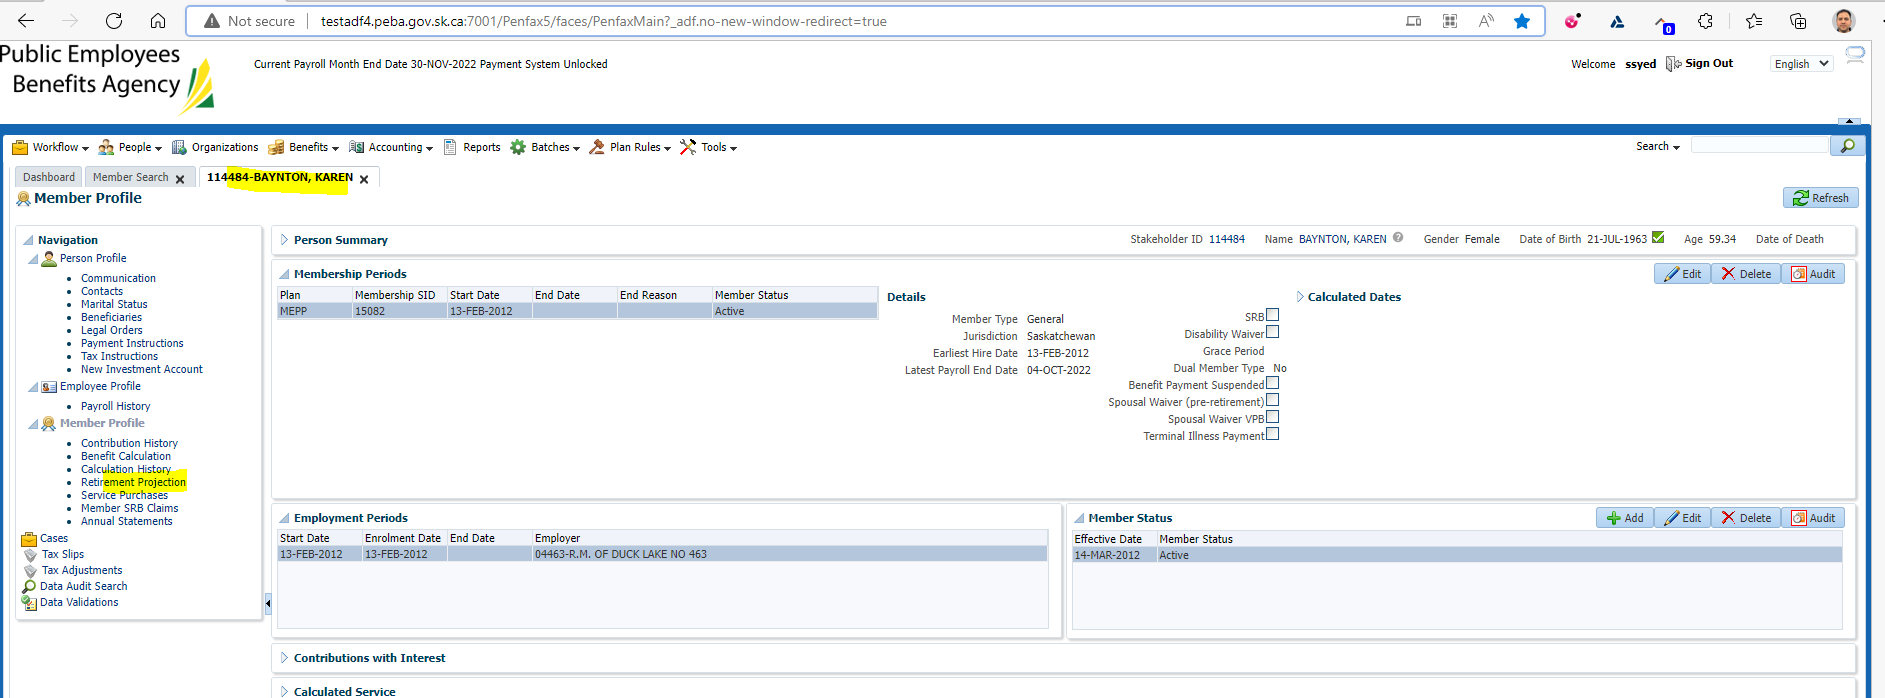 Not secure testadf4.peba.gov.sk.ca:7001/Penfax5/faces/PenfaxMain?_adf.no-new-window-redirect=true
0
Public Employees
Benefits Agency
Current Payroll Month End Date 30-NOV-2022 Payment System Unlocked
Welcome ssyed Sign Out English
Workflow People Organizations Benefits Accounting Reports Batches Plan Rules Tools Search
Dashboard Member Search 114484-BAYNTON, KAREN
Member Profile
Refresh
Navigation
Person Profile
Communication
Contacts
Marital Status
Beneficiaries
Legal Orders
Payment Instructions
Tax Instructions
New Investment Account
Employee Profile
Payroll History
Member Profile
Contribution History
Benefit Calculation
Calculation History
Retirement Projection
Service Purchases
Member SRB Claims
Annual Statements
Cases
Tax Slips
Tax Adjustments
Data Audit Search
Data Validations
Person Summary Stakeholder ID 114484 Name BAYNTON, KAREN Gender Female Date of Birth 21-JUL-1963 Age 59.34 Date of Death
Membership Periods Edit Delete Audit
Plan Membership SID Start Date End Date End Reason Member Status
MEPP 15082 13-FEB-2012 Active
Details
Member Type General
Jurisdiction Saskatchewan
Earliest Hire Date 13-FEB-2012
Latest Payroll End Date 04-OCT-2022
SRB
Disability Waiver
Grace Period
Dual Member Type No
Benefit Payment Suspended
Spousal Waiver (pre-retirement)
Spousal Waiver VPB
Terminal Illness Payment
Calculated Dates
Employment Periods
Start Date Enrolment Date End Date Employer
13-FEB-2012 13-FEB-2012 04463-R.M. OF DUCK LAKE NO 463
Member Status Add Edit Delete Audit
Effective Date Member Status
14-MAR-2012 Active
Contributions with Interest
Calculated Service